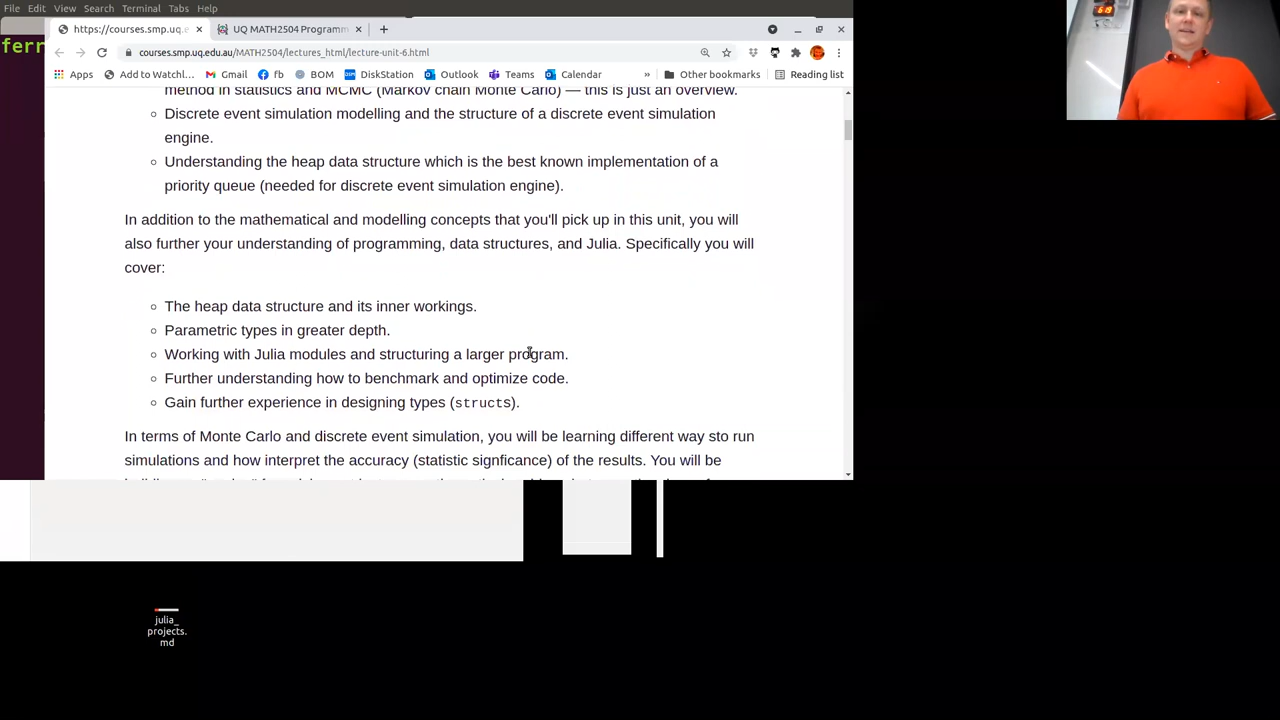 File Edit View Search Terminal Tabs Help
6:19
https://courses.smp.uq.e
UQ MATH2504 Programm
ferr
courses.smp.uq.edu.au/MATH2504/lectures_html/lecture-unit-6.html
Apps Add to Watchl... Gmail fb BOM DiskStation Outlook Teams Calendar » Other bookmarks Reading list
method in statistics and MCMC (Markov chain Monte Carlo) — this is just an overview.
Discrete event simulation modelling and the structure of a discrete event simulation
engine.
Understanding the heap data structure which is the best known implementation of a
priority queue (needed for discrete event simulation engine).
In addition to the mathematical and modelling concepts that you'll pick up in this unit, you will
also further your understanding of programming, data structures, and Julia. Specifically you will
cover:
The heap data structure and its inner workings.
Parametric types in greater depth.
Working with Julia modules and structuring a larger program.
Further understanding how to benchmark and optimize code.
Gain further experience in designing types (structs).
In terms of Monte Carlo and discrete event simulation, you will be learning different way sto run
simulations and how interpret the accuracy (statistic signficance) of the results. You will be
julia_
projects.
md